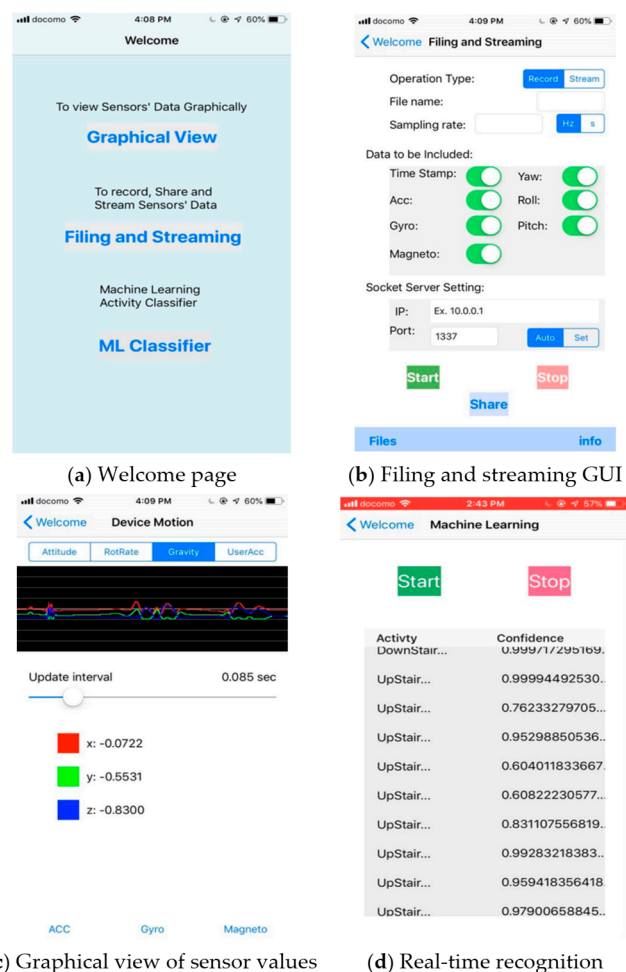 docomo 4:08 PM 60%
Welcome
To view Sensors' Data Graphically
Graphical View
To record, Share and
Stream Sensors' Data
Filing and Streaming
Machine Learning
Activity Classifier
ML Classifier
(a) Welcome page
docomo 4:09 PM 60%
Welcome Filing and Streaming
Operation Type: Record Stream
File name:
Sampling rate: Hz s
Data to be Included:
Time Stamp: Yaw:
Acc: Roll:
Gyro: Pitch:
Magneto:
Socket Server Setting:
IP: Ex. 10.0.0.1
Port: 1337 Auto Set
Start Stop
Share
Files info
(b) Filing and streaming GUI
docomo 4:09 PM 60%
Welcome Device Motion
Attitude RotRate Gravity UserAcc
Update interval 0.085 sec
x: -0.0722
y: -0.5531
z: -0.8300
ACC Gyro Magneto
c) Graphical view of sensor values
docomo 2:43 PM 57%
Welcome Machine Learning
Start Stop
Activty Confidence
DownStair... 0.999717295169.
UpStair... 0.99994492530..
UpStair... 0.76233279705...
UpStair... 0.95298850536...
UpStair... 0.604011833667.
UpStair... 0.60822230577...
UpStair... 0.831107556819..
UpStair... 0.99283218383..
UpStair... 0.959418356418.
UpStair... 0.97900658845..
(d) Real-time recognition